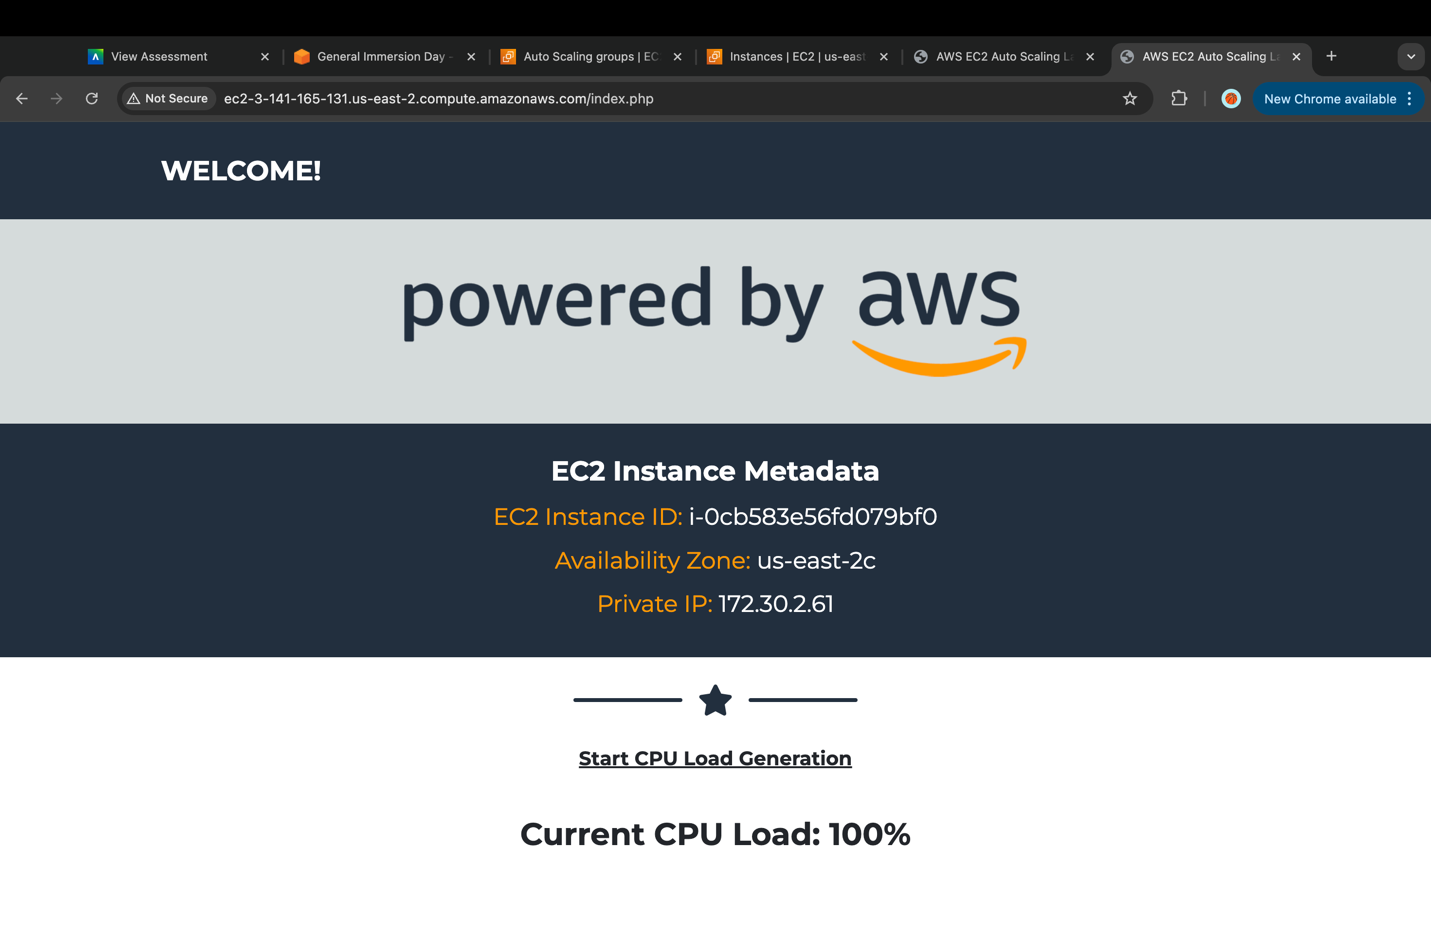 View Assessment
General Immersion Day -
Auto Scaling groups | EC
Instances | EC2 | us-east
AWS EC2 Auto Scaling La
AWS EC2 Auto Scaling La
Not Secure
ec2-3-141-165-131.us-east-2.compute.amazonaws.com/index.php
New Chrome available
WELCOME!
powered by aws
EC2 Instance Metadata
EC2 Instance ID: i-0cb583e56fd079bf0
Availability Zone: us-east-2c
Private IP: 172.30.2.61
Start CPU Load Generation
Current CPU Load: 100%